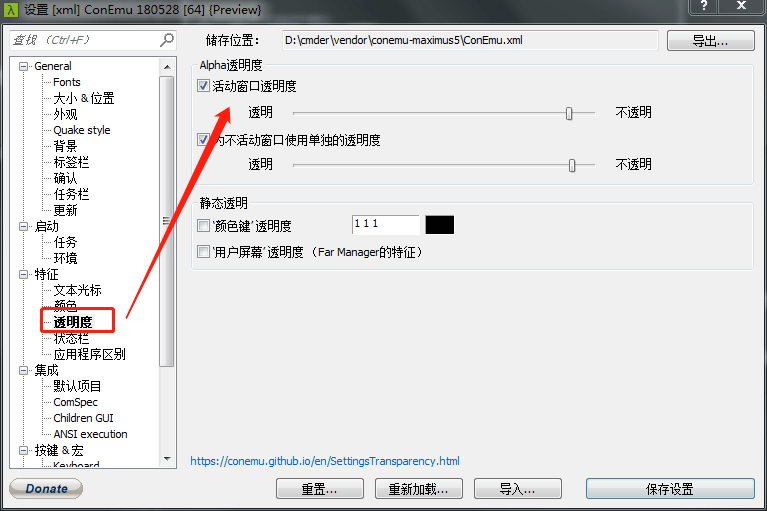 设置 [xml] ConEmu 180528 [64] {Preview}
查找 (Ctrl+F)
储存位置：
D:\cmder\vendor\conemu-maximus5\ConEmu.xml
导出...
General
Fonts
大小 & 位置
外观
Quake style
背景
标签栏
确认
任务栏
更新
启动
任务
环境
特征
文本光标
颜色
透明度
状态栏
应用程序区别
集成
默认项目
ComSpec
Children GUI
ANSI execution
按键 & 宏
Keyboard
Alpha透明度
活动窗口透明度
透明 不透明
为不活动窗口使用单独的透明度
透明 不透明
静态透明
'颜色键'透明度 1 1 1
'用户屏幕'透明度（Far Manager的特征）
https://conemu.github.io/en/SettingsTransparency.html
Donate
重置...
重新加载...
导入...
保存设置